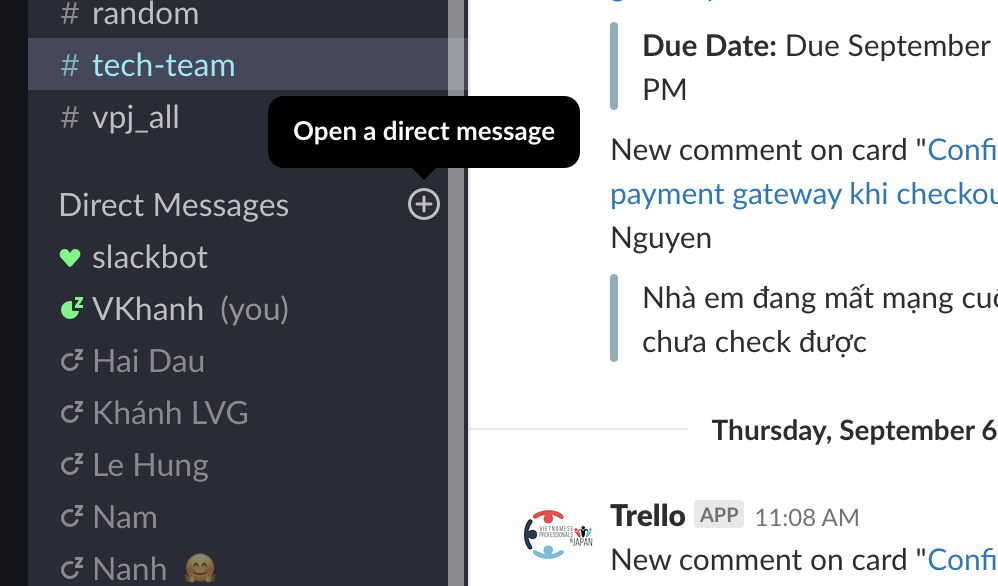 # random
# tech-team
# vpj_all
Open a direct message
Direct Messages
slackbot
VKhanh (you)
Hai Dau
Khánh LVG
Le Hung
Nam
Nanh
Due Date: Due September
PM
New comment on card "Confi
payment gateway khi checkou
Nguyen
Nhà em đang mất mạng cuố
chưa check được
Thursday, September 6
VIETNAMESE
PROFESSIONALS
IN JAPAN
Trello APP 11:08 AM
New comment on card "Confi